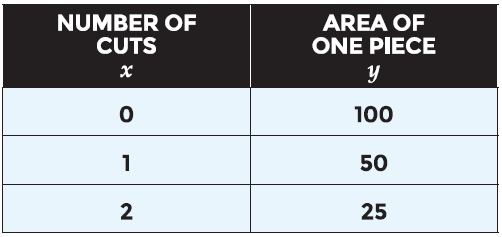 NUMBER OF
CUTS
x
AREA OF
ONE PIECE
y
0 100
1 50
2 25